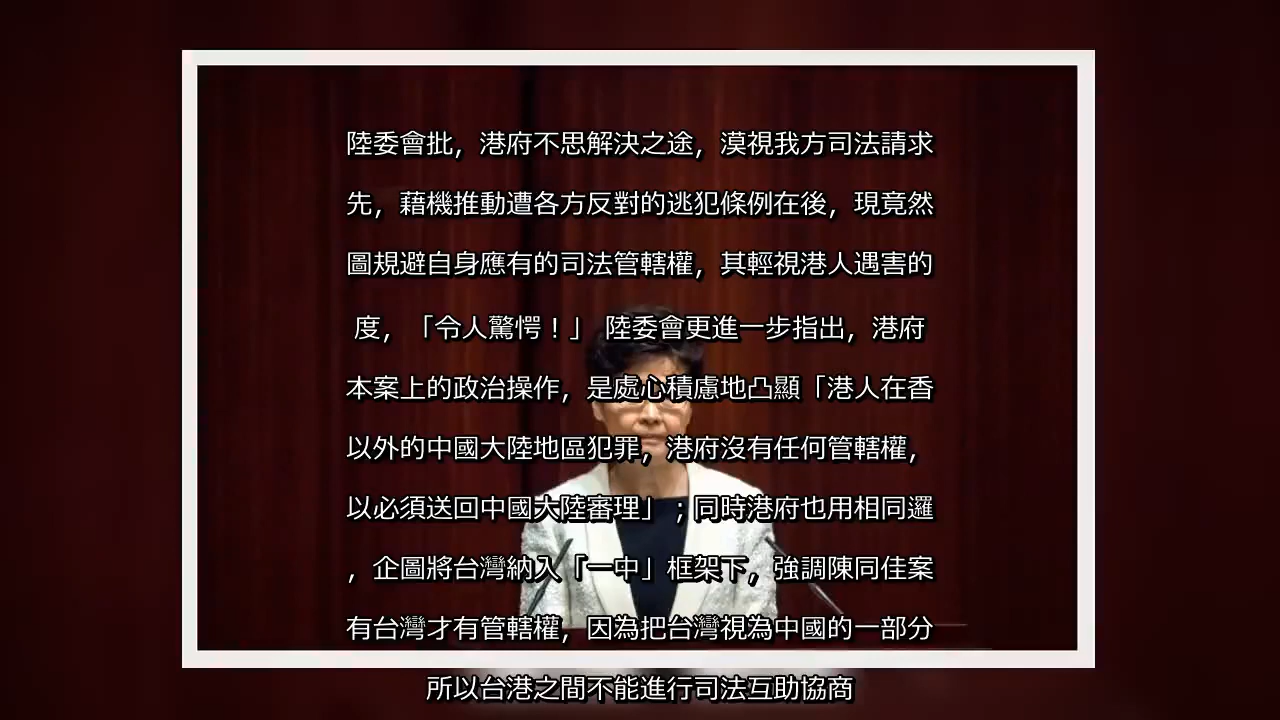 陸委會批，港府不思解決之途，漠視我方司法請求
先，藉機推動遭各方反對的逃犯條例在後，現竟然
圖規避自身應有的司法管轄權，其輕視港人遇害的
度，「令人驚愕！」 陸委會更進一步指出，港府
本案上的政治操作，是處心積慮地凸顯「港人在香
以外的中國大陸地區犯罪，港府沒有任何管轄權，
以必須送回中國大陸審理」；同時港府也用相同邏
，企圖將台灣納入「一中」框架下，強調陳同佳案
有台灣才有管轄權，因為把台灣視為中國的一部分
所以台港之間不能進行司法互助協商